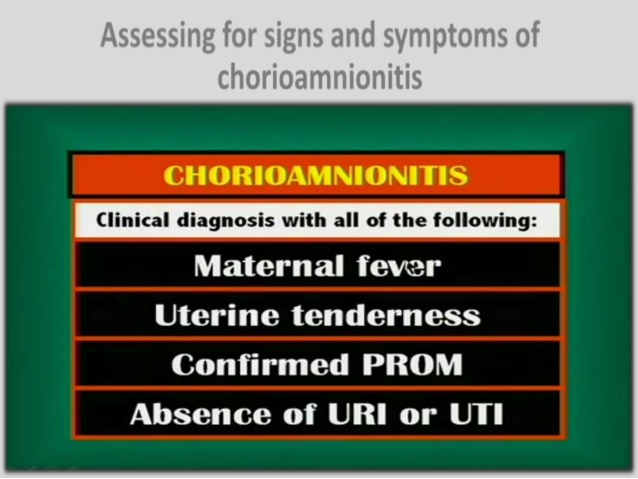 Assessing for signs and symptoms of
chorioamnionitis
CHORIOAMNIONITIS
Clinical diagnosis with all of the following:
Maternal fever
Uterine tenderness
Confirmed PROM
Absence of URI or UTI